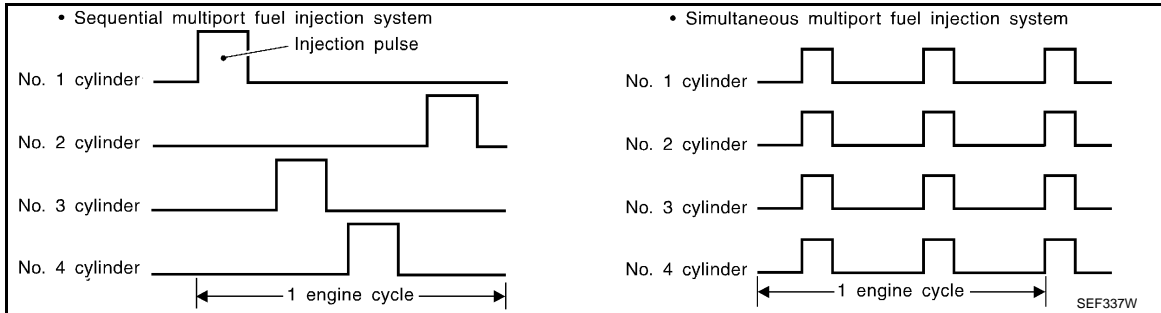 • Sequential multiport fuel injection system
Injection pulse
No. 1 cylinder
No. 2 cylinder
No. 3 cylinder
No. 4 cylinder
1 engine cycle
• Simultaneous multiport fuel injection system
No. 1 cylinder
No. 2 cylinder
No. 3 cylinder
No. 4 cylinder
1 engine cycle
SEF337W